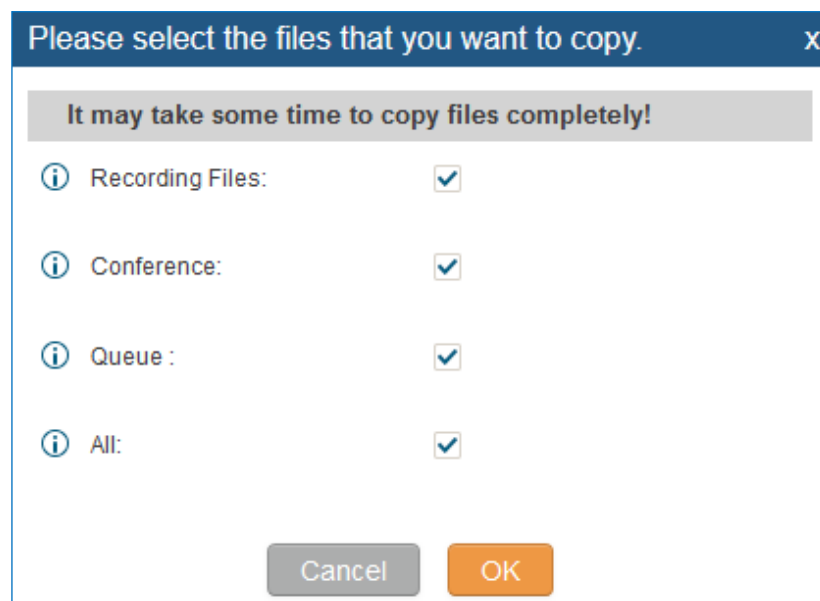 Please select the files that you want to copy. x
It may take some time to copy files completely!
Recording Files:
Conference:
Queue :
All:
Cancel OK